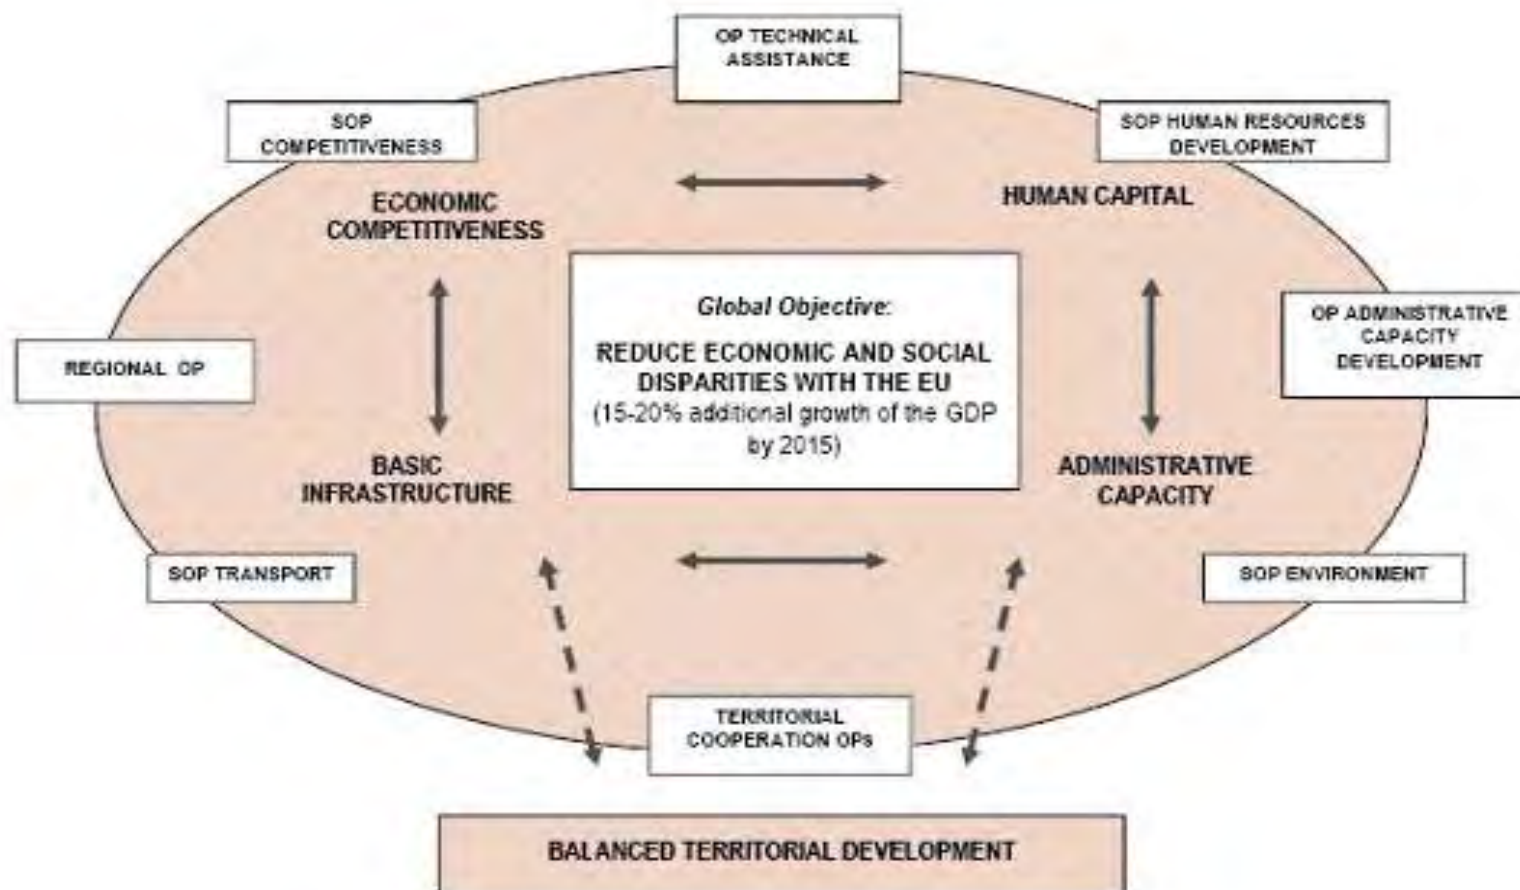 OP TECHNICAL
ASSISTANCE
SOP
COMPETITIVENESS
SOP HUMAN RESOURCES
DEVELOPMENT
ECONOMIC
COMPETITIVENESS
HUMAN CAPITAL
Global Objective:
REDUCE ECONOMIC AND SOCIAL
DISPARITIES WITH THE EU
(15-20% additional growth of the GDP
by 2015)
OP ADMINISTRATIVE
CAPACITY
DEVELOPMENT
REGIONAL OP
BASIC
INFRASTRUCTURE
ADMINISTRATIVE
CAPACITY
SOP TRANSPORT
SOP ENVIRONMENT
TERRITORIAL
COOPERATION OPs
BALANCED TERRITORIAL DEVELOPMENT